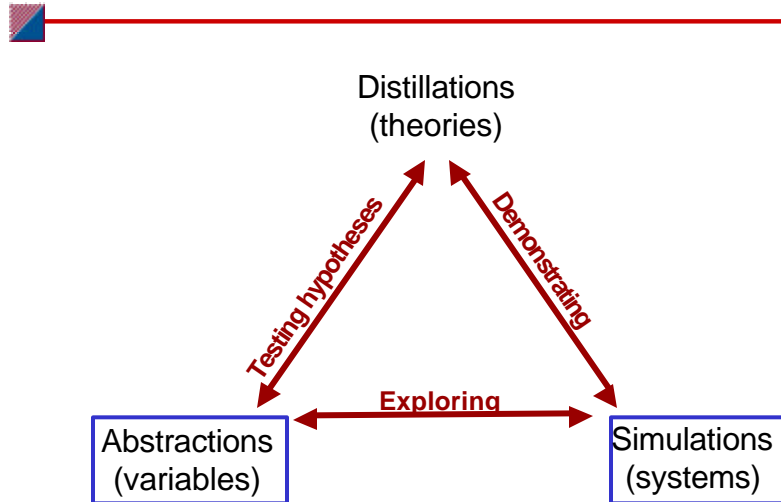 Distillations
(theories)
Testing hypotheses
Demonstrating
Exploring
Abstractions
(variables)
Simulations
(systems)